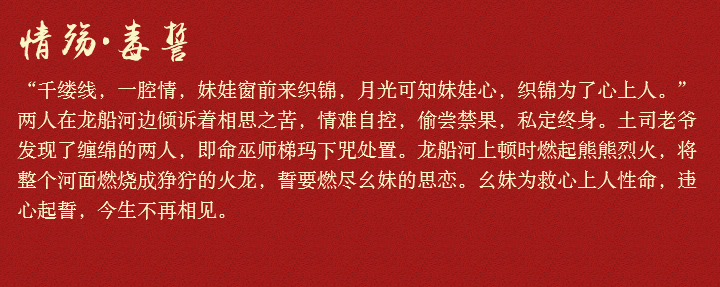 情殇·毒誓
“千缕线，一腔情，妹娃窗前来织锦，月光可知妹娃心，织锦为了心上人。”
两人在龙船河边倾诉着相思之苦，情难自控，偷尝禁果，私定终身。土司老爷
发现了缠绵的两人，即命巫师梯玛下咒处置。龙船河上顿时燃起熊熊烈火，将
整个河面燃烧成狰狞的火龙，誓要燃尽幺妹的思恋。幺妹为救心上人性命，违
心起誓，今生不再相见。